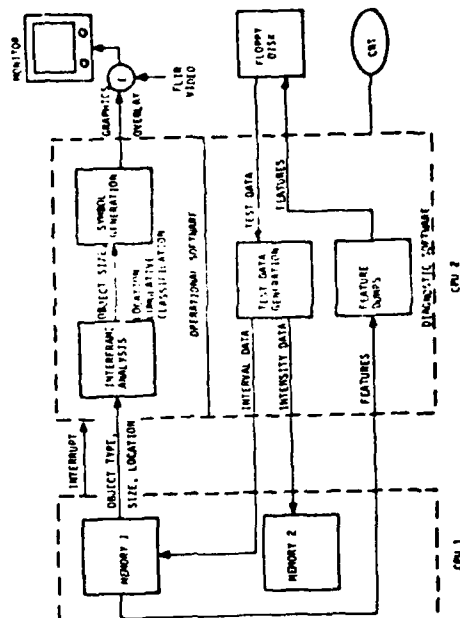 MONITOR
GRAPHICS
OVERLAY
FLIR
VIDEO
FLOPPY
DISK
CRT
SYMBOL
GENERATION
OBJECT SIZE,
LOCATION
CLASSIFICATION
INTERFRAME
ANALYSIS
OPERATIONAL SOFTWARE
TEST DATA
FEATURES
TEST DATA
GENERATION
FEATURE
DUMPS
DIAGNOSTIC SOFTWARE
CPU 2
INTERRUPT
OBJECT TYPE,
SIZE, LOCATION
INTERVAL DATA
INTENSITY DATA
FEATURES
MEMORY 1
MEMORY 2
CPU 1